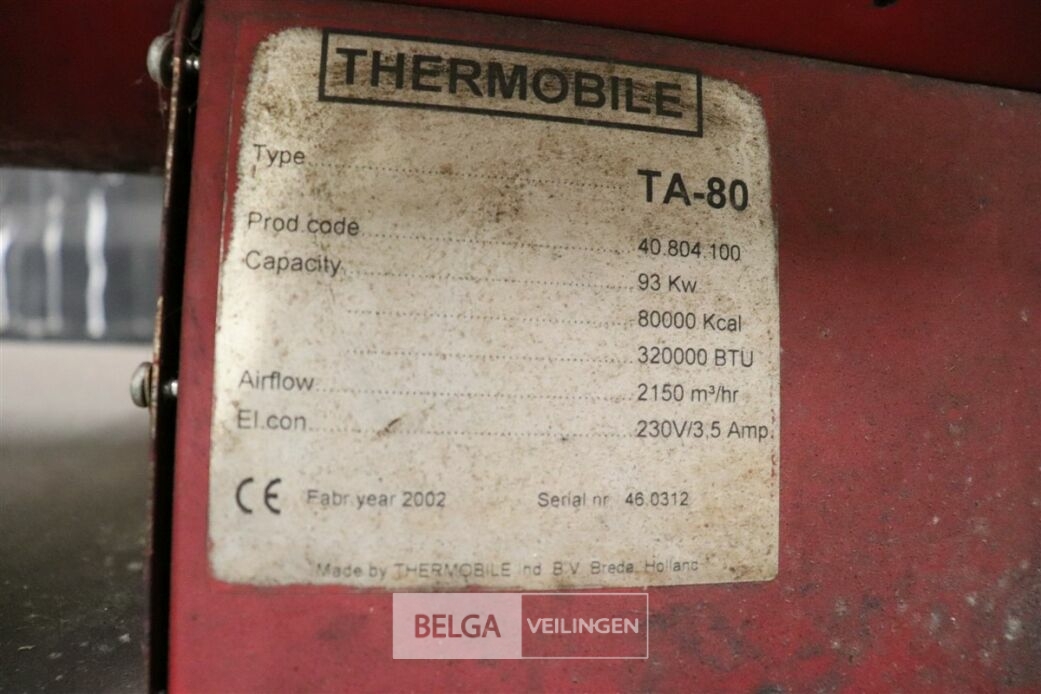 THERMOBILE
Type TA-80
Prod.code 40.804.100
Capacity 93 Kw
80000 Kcal
320000 BTU
Airflow 2150 m³/hr
El.con 230V/3,5 Amp.
CE Fabr.year 2002 Serial nr 46.0312
Made by THERMOBILE Ind. B.V. Breda, Holland
BELGA VEILINGEN